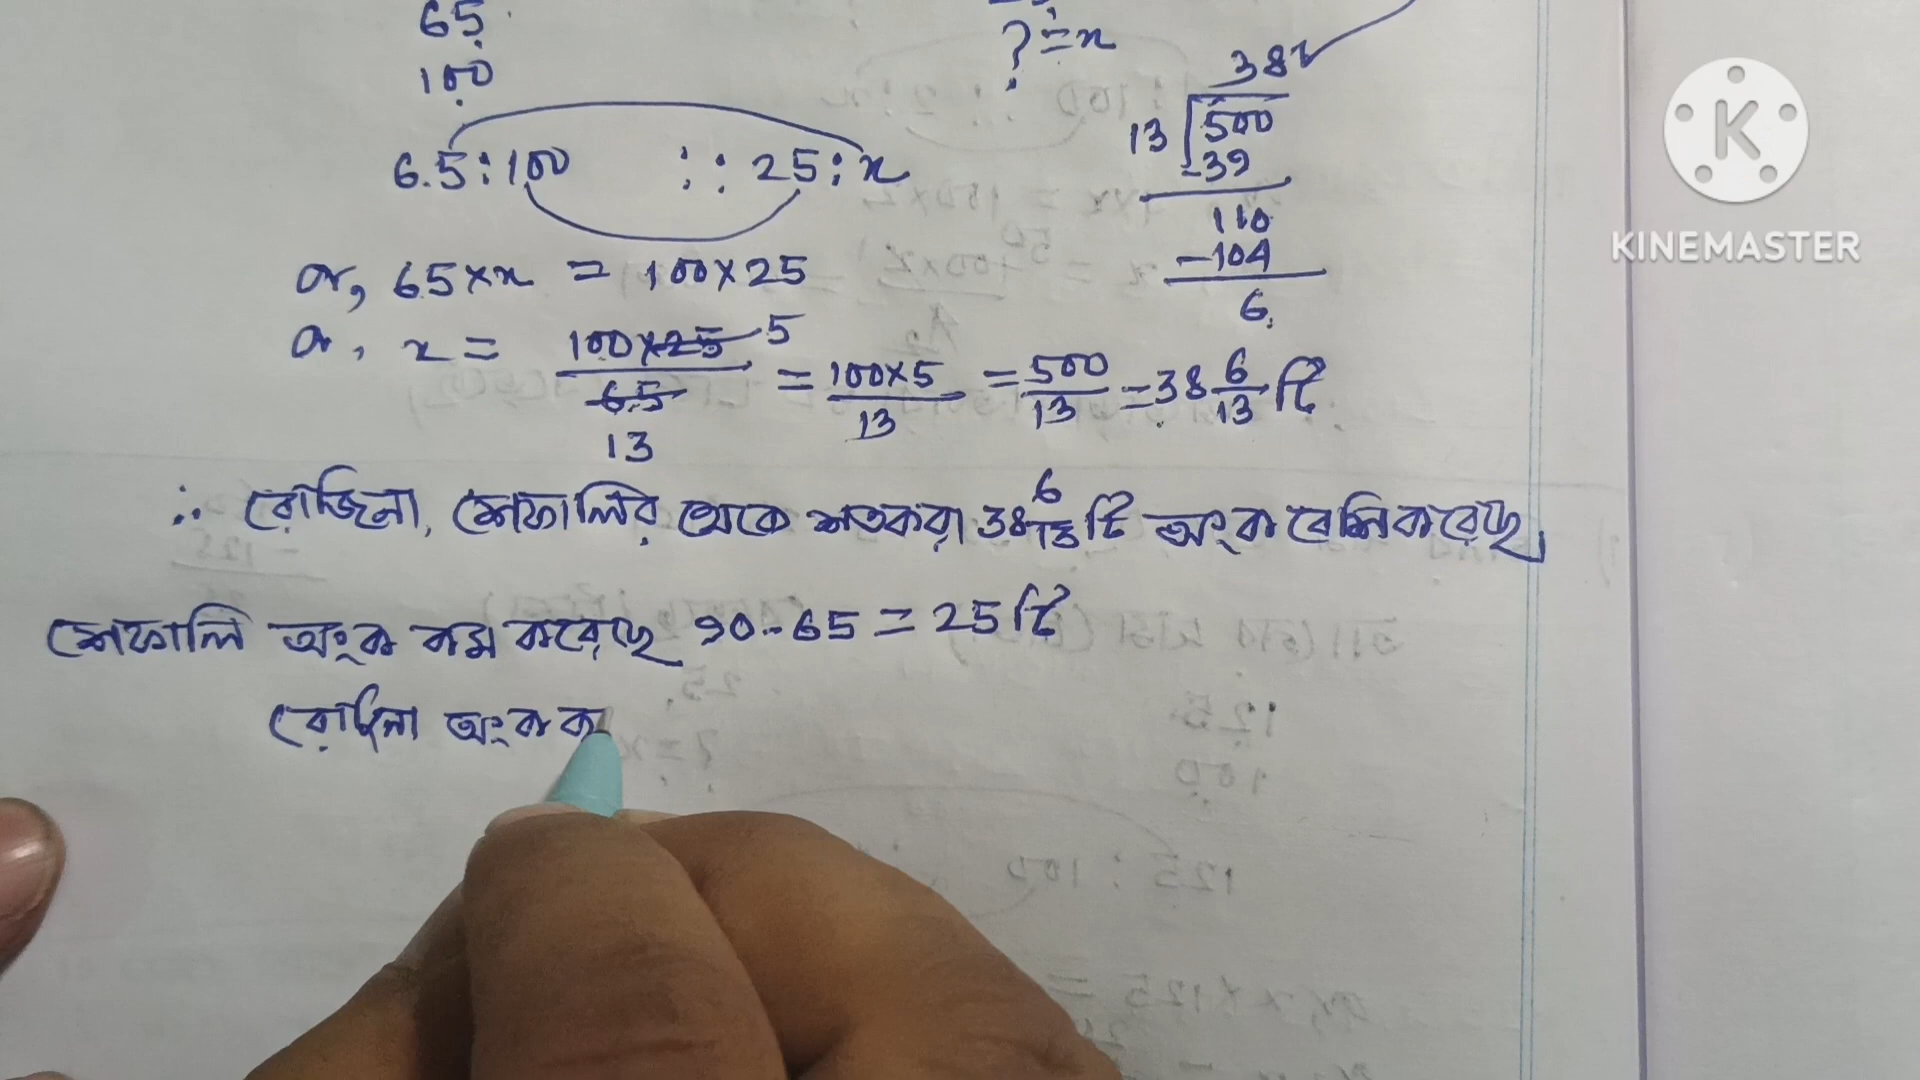 65
100
? = x
6.5 : 100 :: 25 : x
or, 65 × x = 100 × 25
or, x = 100×25 5 / 65 13 = 100×5 / 13 = 500 / 13 = 38 6/13 টি
38
13 500
-39
110
-104
6
∴ রোজিনা, শেফালির থেকে শতকরা 38 6/13 টি অংক বেশি করেছে।
শেফালি অংক কম করেছে 90-65 = 25 টি
রোজিনা অংক ক
K
KINEMASTER